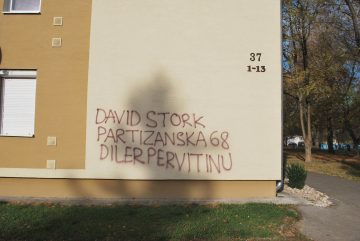 37
1-13
DAVID STORK
PARTIZANSKA 68
DILER PERVITINU